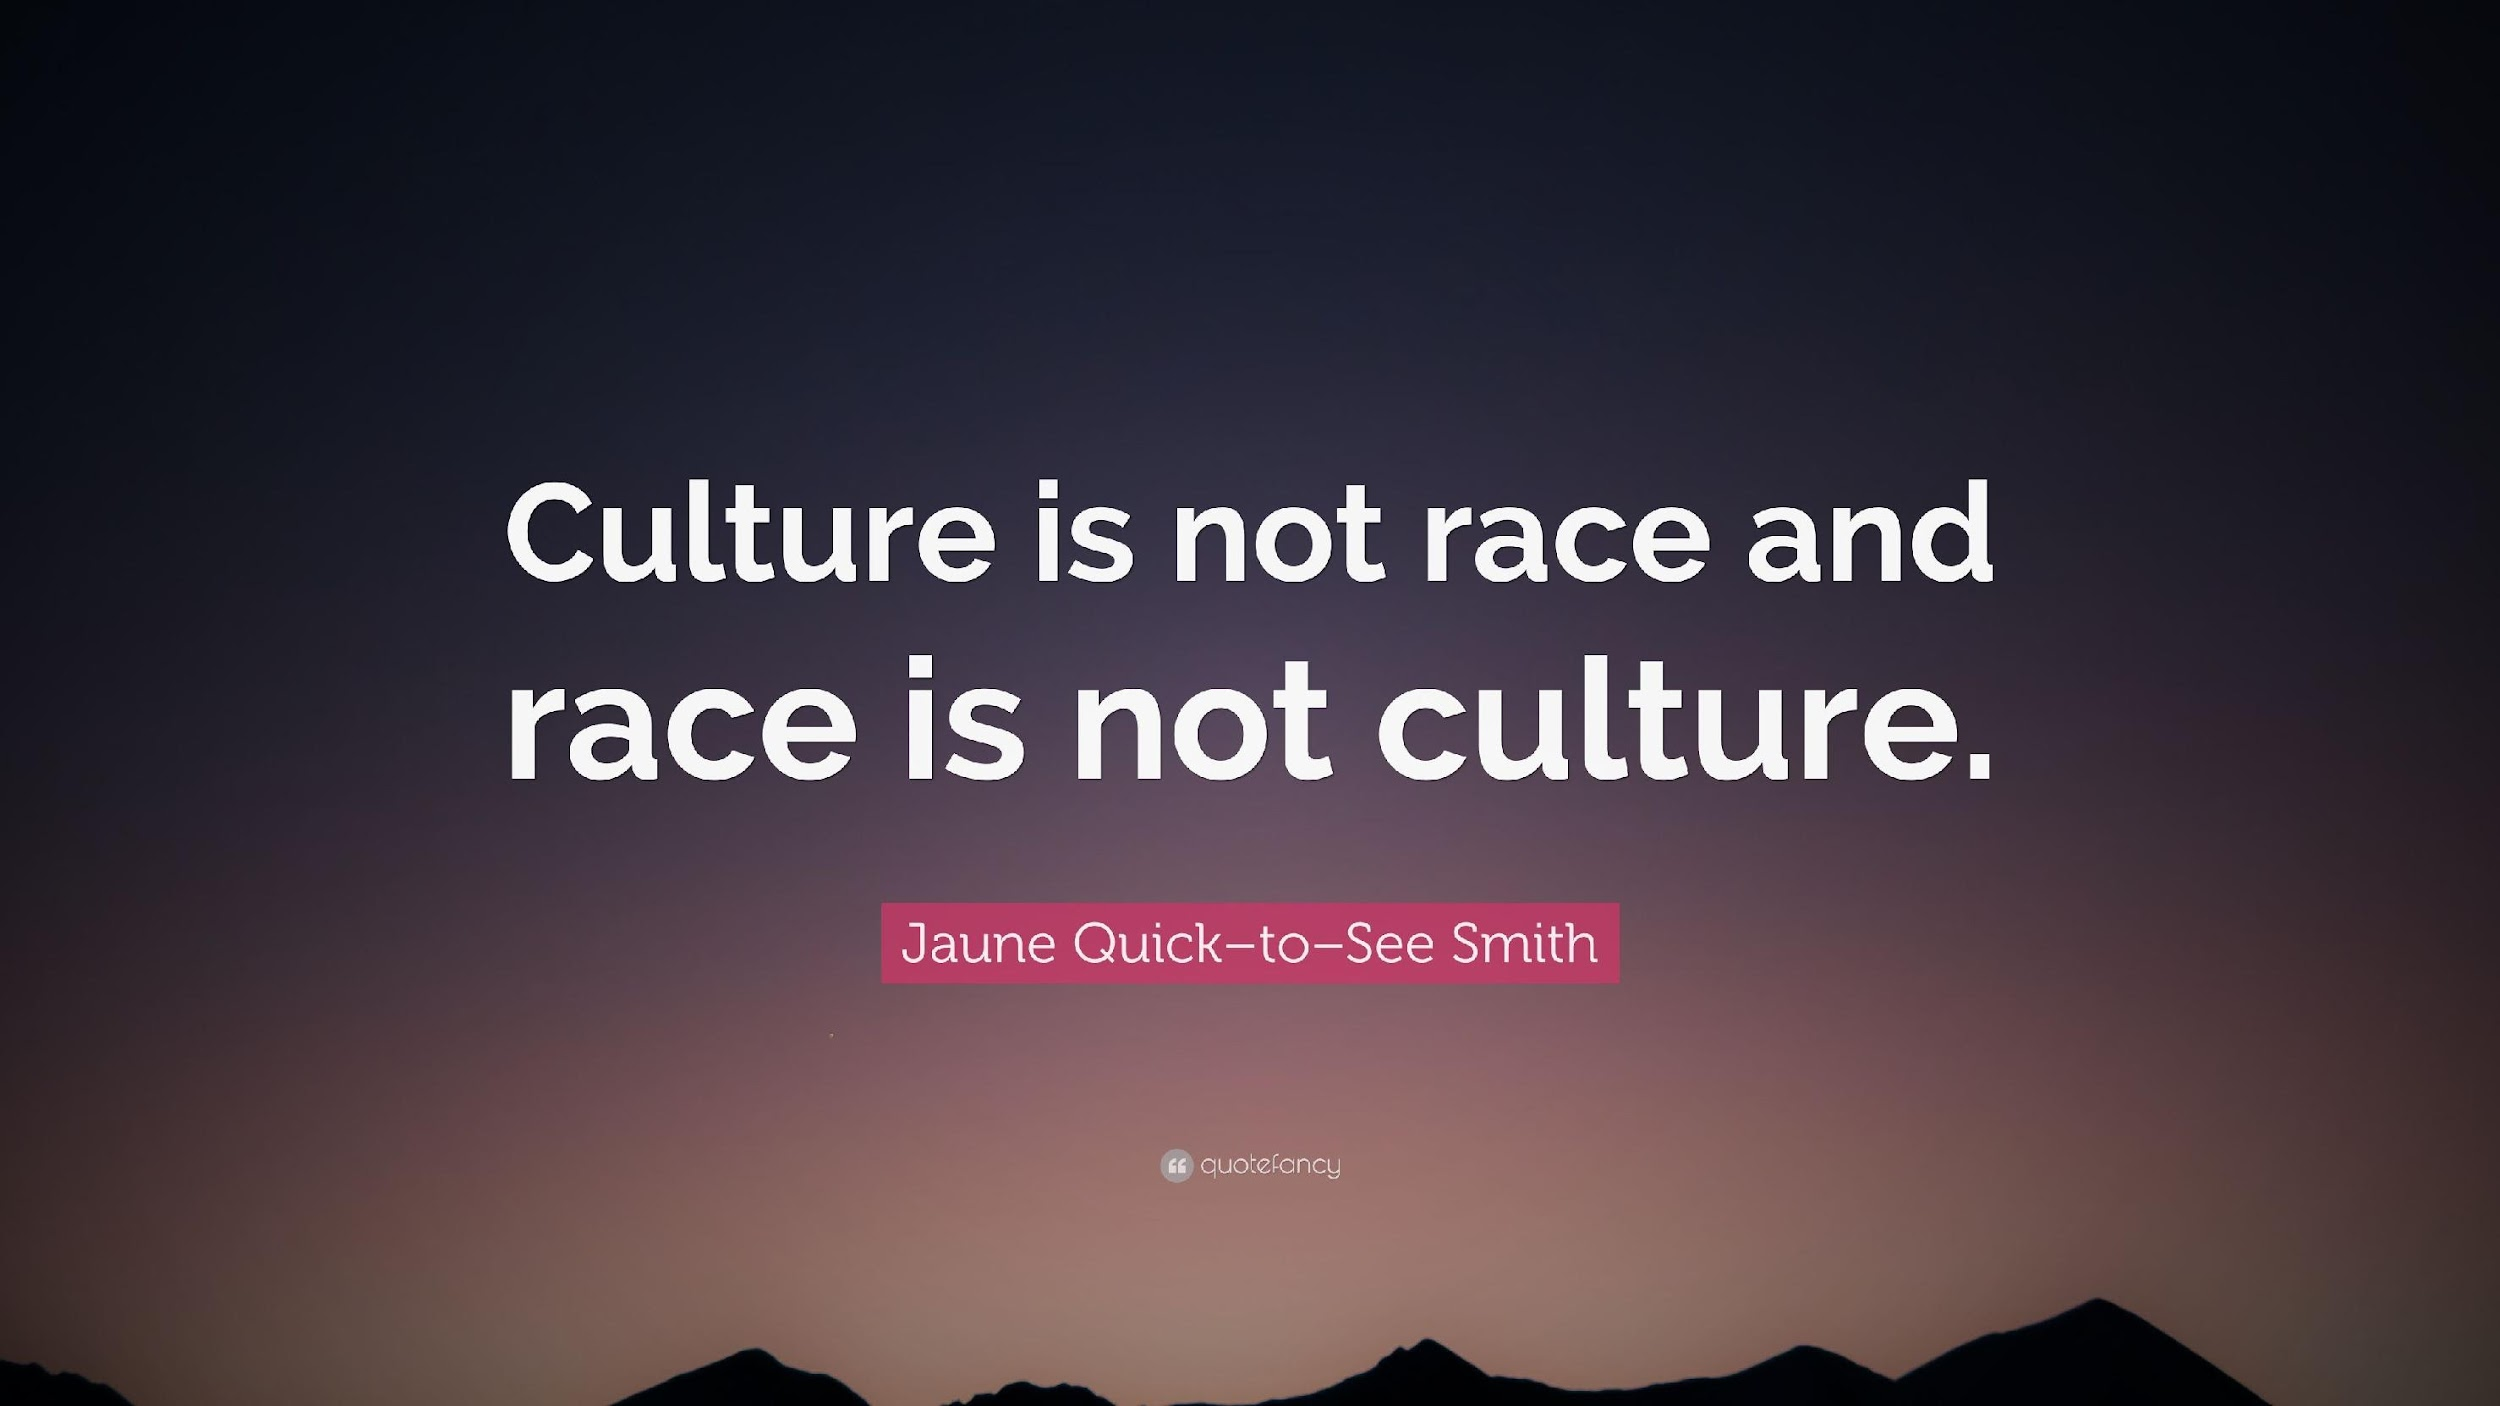 Culture is not race and
race is not culture.
Jaune Quick–to–See Smith
quotefancy